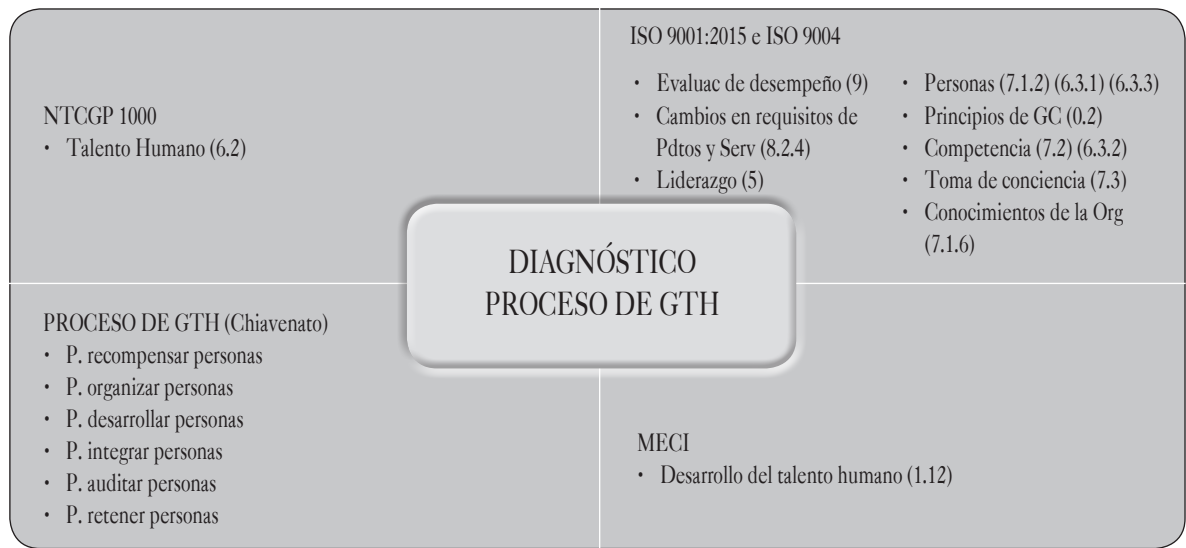 NTCGP 1000
• Talento Humano (6.2)
ISO 9001:2015 e ISO 9004
• Evaluac de desempeño (9)
• Cambios en requisitos de
Pdtos y Serv (8.2.4)
• Liderazgo (5)
• Personas (7.1.2) (6.3.1) (6.3.3)
• Principios de GC (0.2)
• Competencia (7.2) (6.3.2)
• Toma de conciencia (7.3)
• Conocimientos de la Org
(7.1.6)
DIAGNÓSTICO
PROCESO DE GTH
PROCESO DE GTH (Chiavenato)
• P. recompensar personas
• P. organizar personas
• P. desarrollar personas
• P. integrar personas
• P. auditar personas
• P. retener personas
MECI
• Desarrollo del talento humano (1.12)